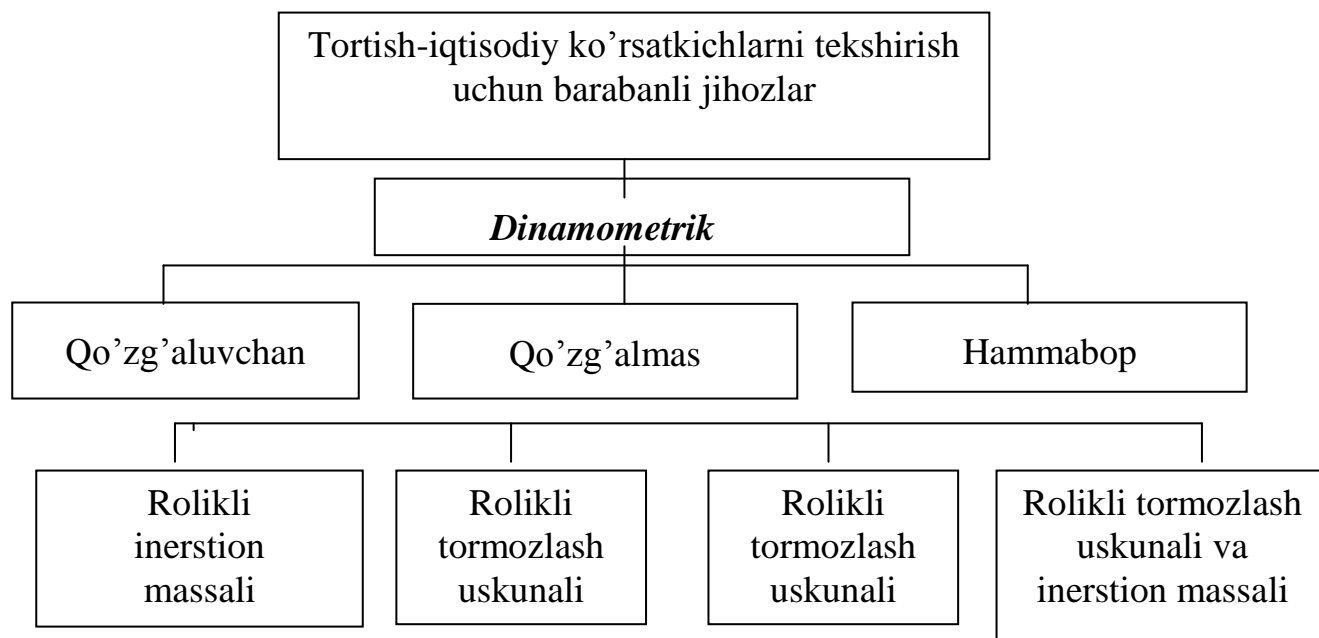 Tortish-iqtisodiy ko’rsatkichlarni tekshirish
uchun barabanli jihozlar
Dinamometrik
Qo’zg’aluvchan
Qo’zg’almas
Hammabop
Rolikli
inerstion
massali
Rolikli
tormozlash
uskunali
Rolikli
tormozlash
uskunali
Rolikli tormozlash
uskunali va
inerstion massali